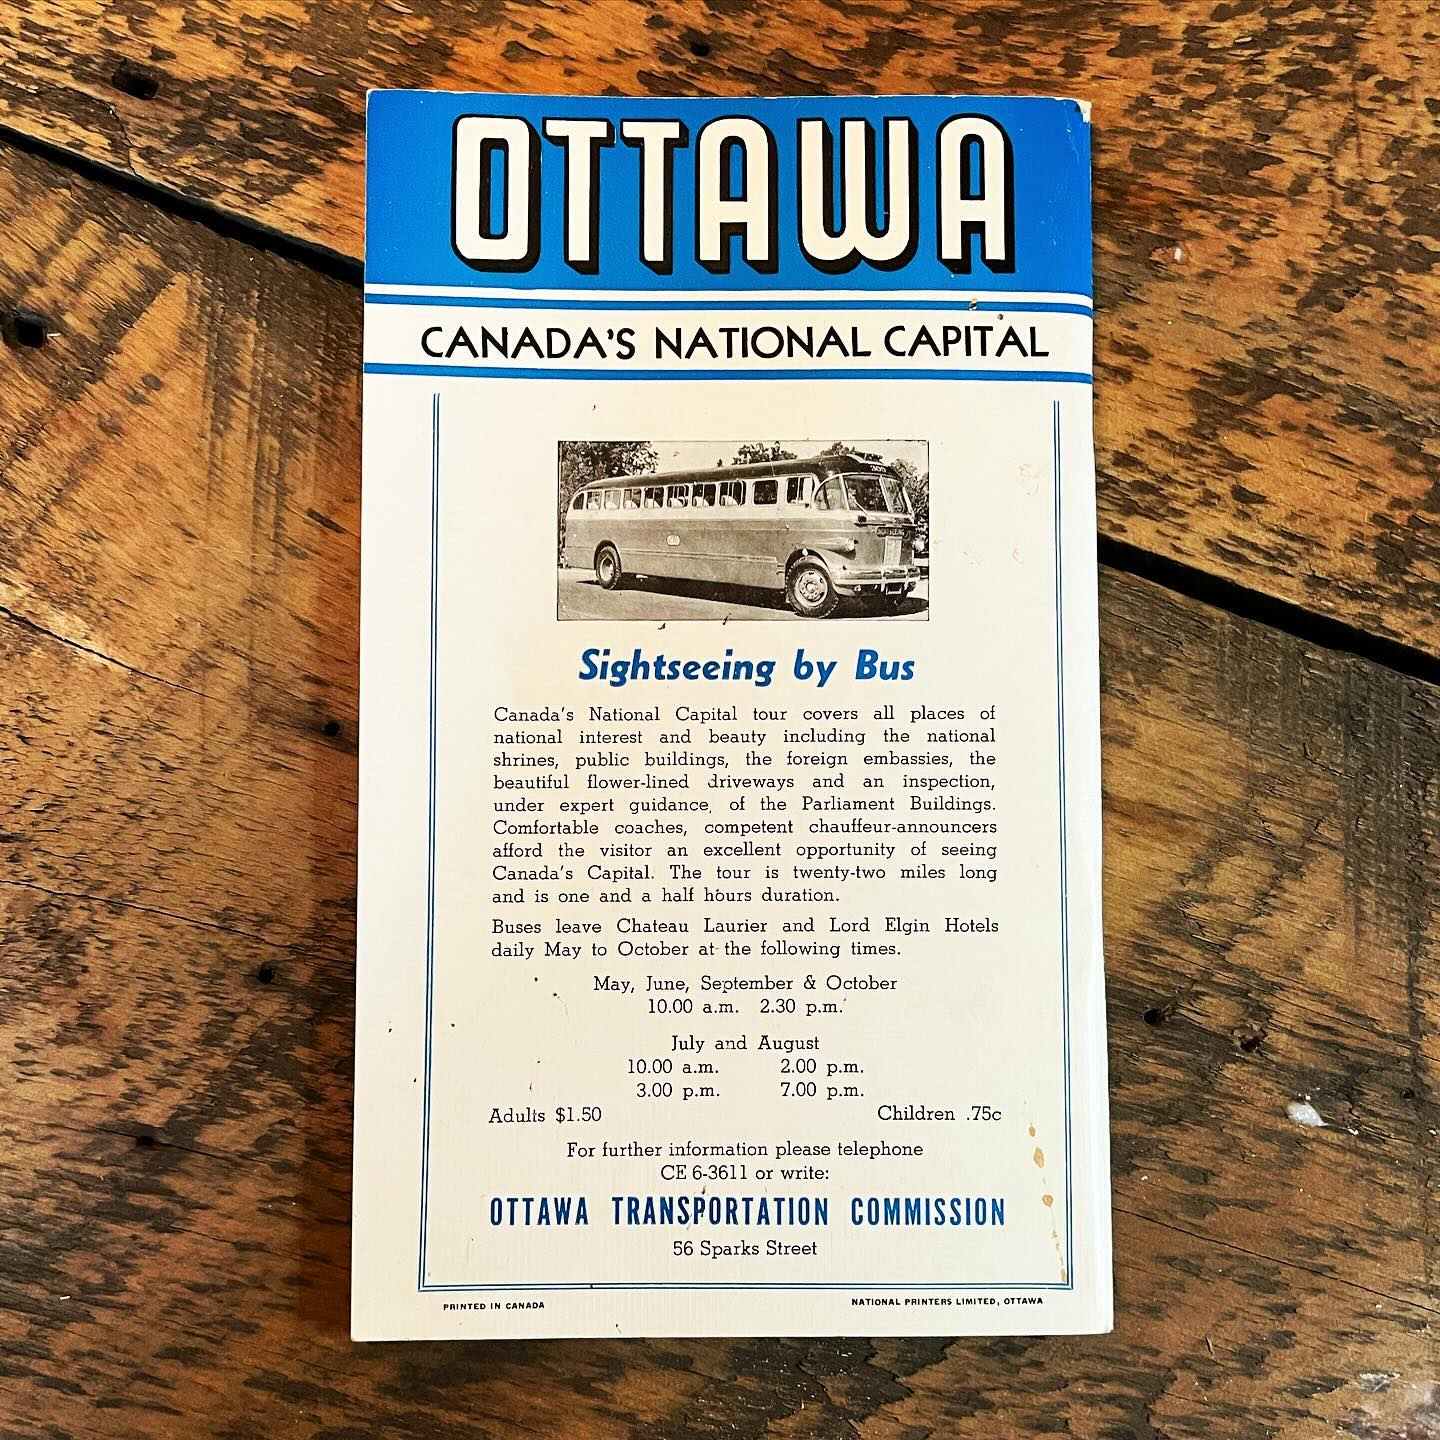 OTTAWA
CANADA'S NATIONAL CAPITAL
300
Sightseeing by Bus
Canada's National Capital tour covers all places of
national interest and beauty including the national
shrines, public buildings, the foreign embassies, the
beautiful flower-lined driveways and an inspection,
under expert guidance, of the Parliament Buildings.
Comfortable coaches, competent chauffeur-announcers
afford the visitor an excellent opportunity of seeing
Canada's Capital. The tour is twenty-two miles long
and is one and a half hours duration.
Buses leave Chateau Laurier and Lord Elgin Hotels
daily May to October at the following times.
May, June, September & October
10.00 a.m. 2.30 p.m.
July and August
10.00 a.m. 2.00 p.m.
3.00 p.m. 7.00 p.m.
Adults $1.50 Children .75c
For further information please telephone
CE 6-3611 or write:
OTTAWA TRANSPORTATION COMMISSION
56 Sparks Street
PRINTED IN CANADA NATIONAL PRINTERS LIMITED, OTTAWA